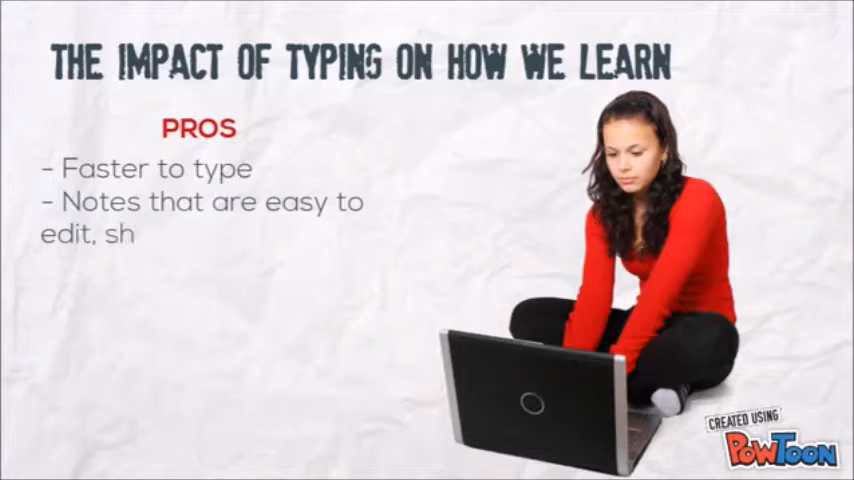 THE IMPACT OF TYPING ON HOW WE LEARN
PROS
- Faster to type
- Notes that are easy to
edit, sh
CREATED USING
POWTOON